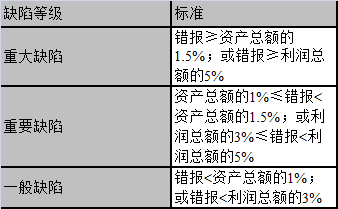 缺陷等级
标准
重大缺陷
错报≥资产总额的
1.5%；或错报≥利润总
额的5%
重要缺陷
资产总额的1%≤错报<
资产总额的1.5%；或利
润总额的3%≤错报<利
润总额的5%
一般缺陷
错报<资产总额的1%；
或错报<利润总额的3%